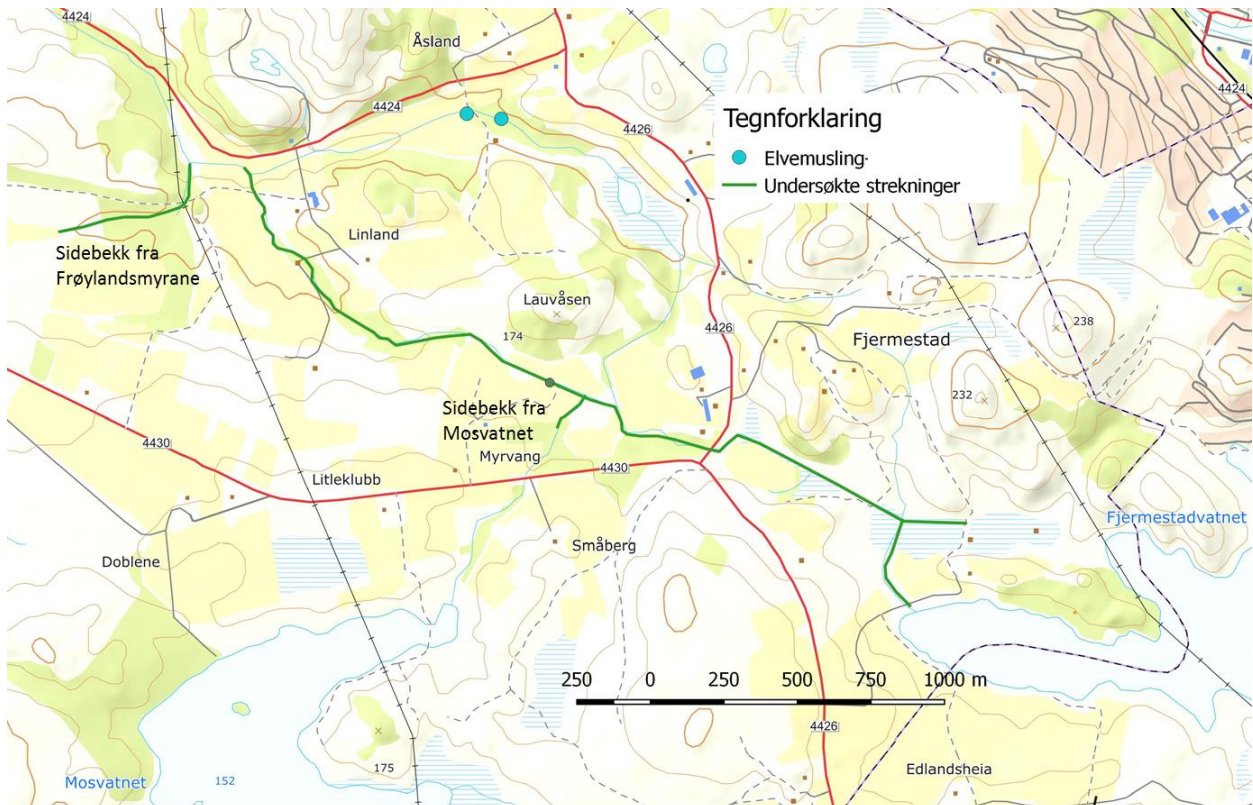 4424
Åsland
4424
4424
4426
Tegnforklaring
Elvemusling
Undersøkte strekninger
Sidebekk fra
Frøylandsmyrane
Linland
Lauvåsen
174
4426
Fjermestad
238
232
Sidebekk fra
Mosvatnet
Myrvang
4430
4430
Litleklubb
Fjermestadvatnet
Småberg
Doblene
250 0 250 500 750 1000 m
4426
Mosvatnet
152
175
Edlandsheia